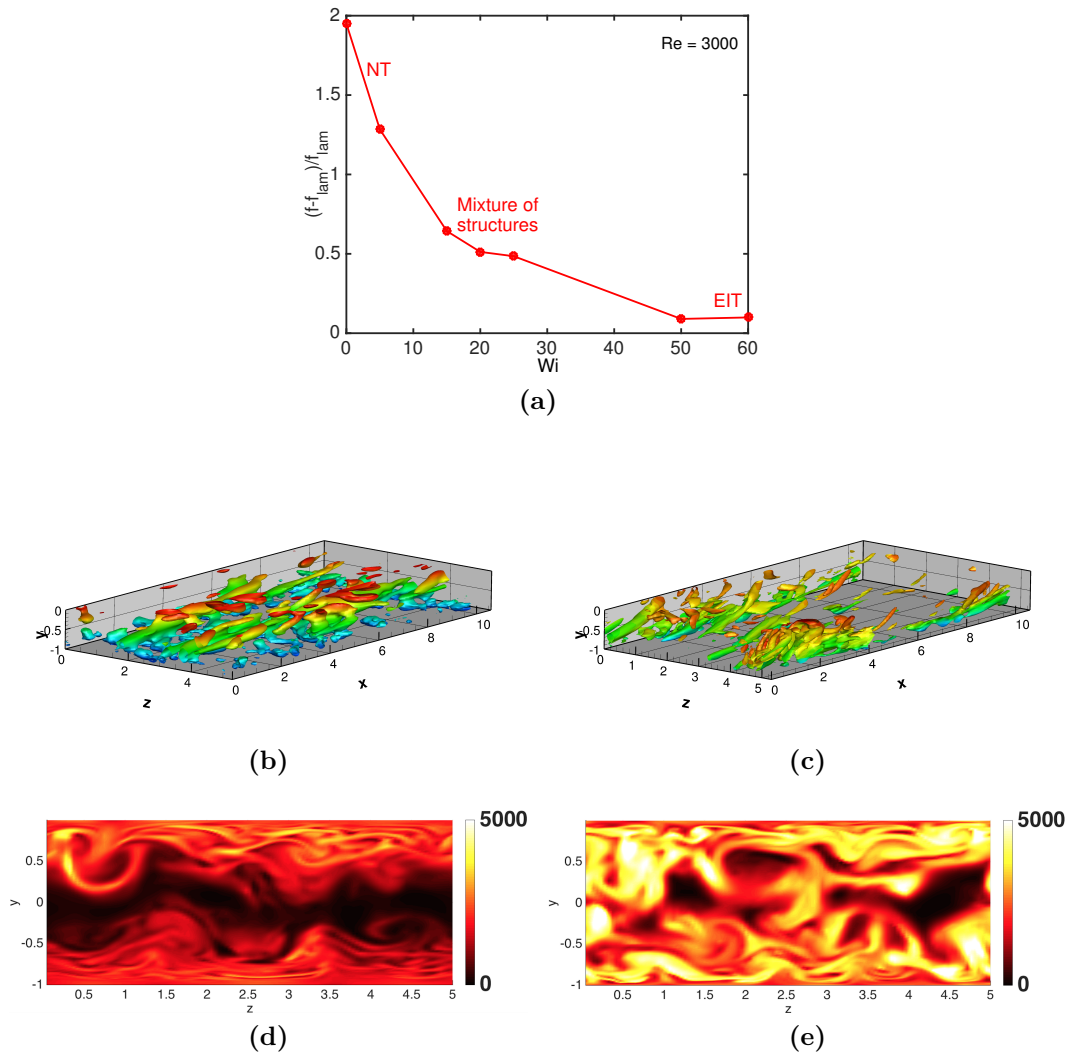 2
1.5
1
0.5
0
(f-f_lam)/f_lam
Re = 3000
NT
Mixture of
structures
EIT
0 10 20 30 40 50 60
Wi
(a)
0
-0.5
-1
y
0 2 4
z
0 2 4 6 8 10
x
(b)
0
-0.5
-1
y
0 1 2 3 4 5
z
0 2 4 6 8 10
x
(c)
5000
0
0.5
0
-0.5
-1
y
0.5 1 1.5 2 2.5 3 3.5 4 4.5 5
z
(d)
5000
0
0.5
0
-0.5
-1
y
0.5 1 1.5 2 2.5 3 3.5 4 4.5 5
z
(e)